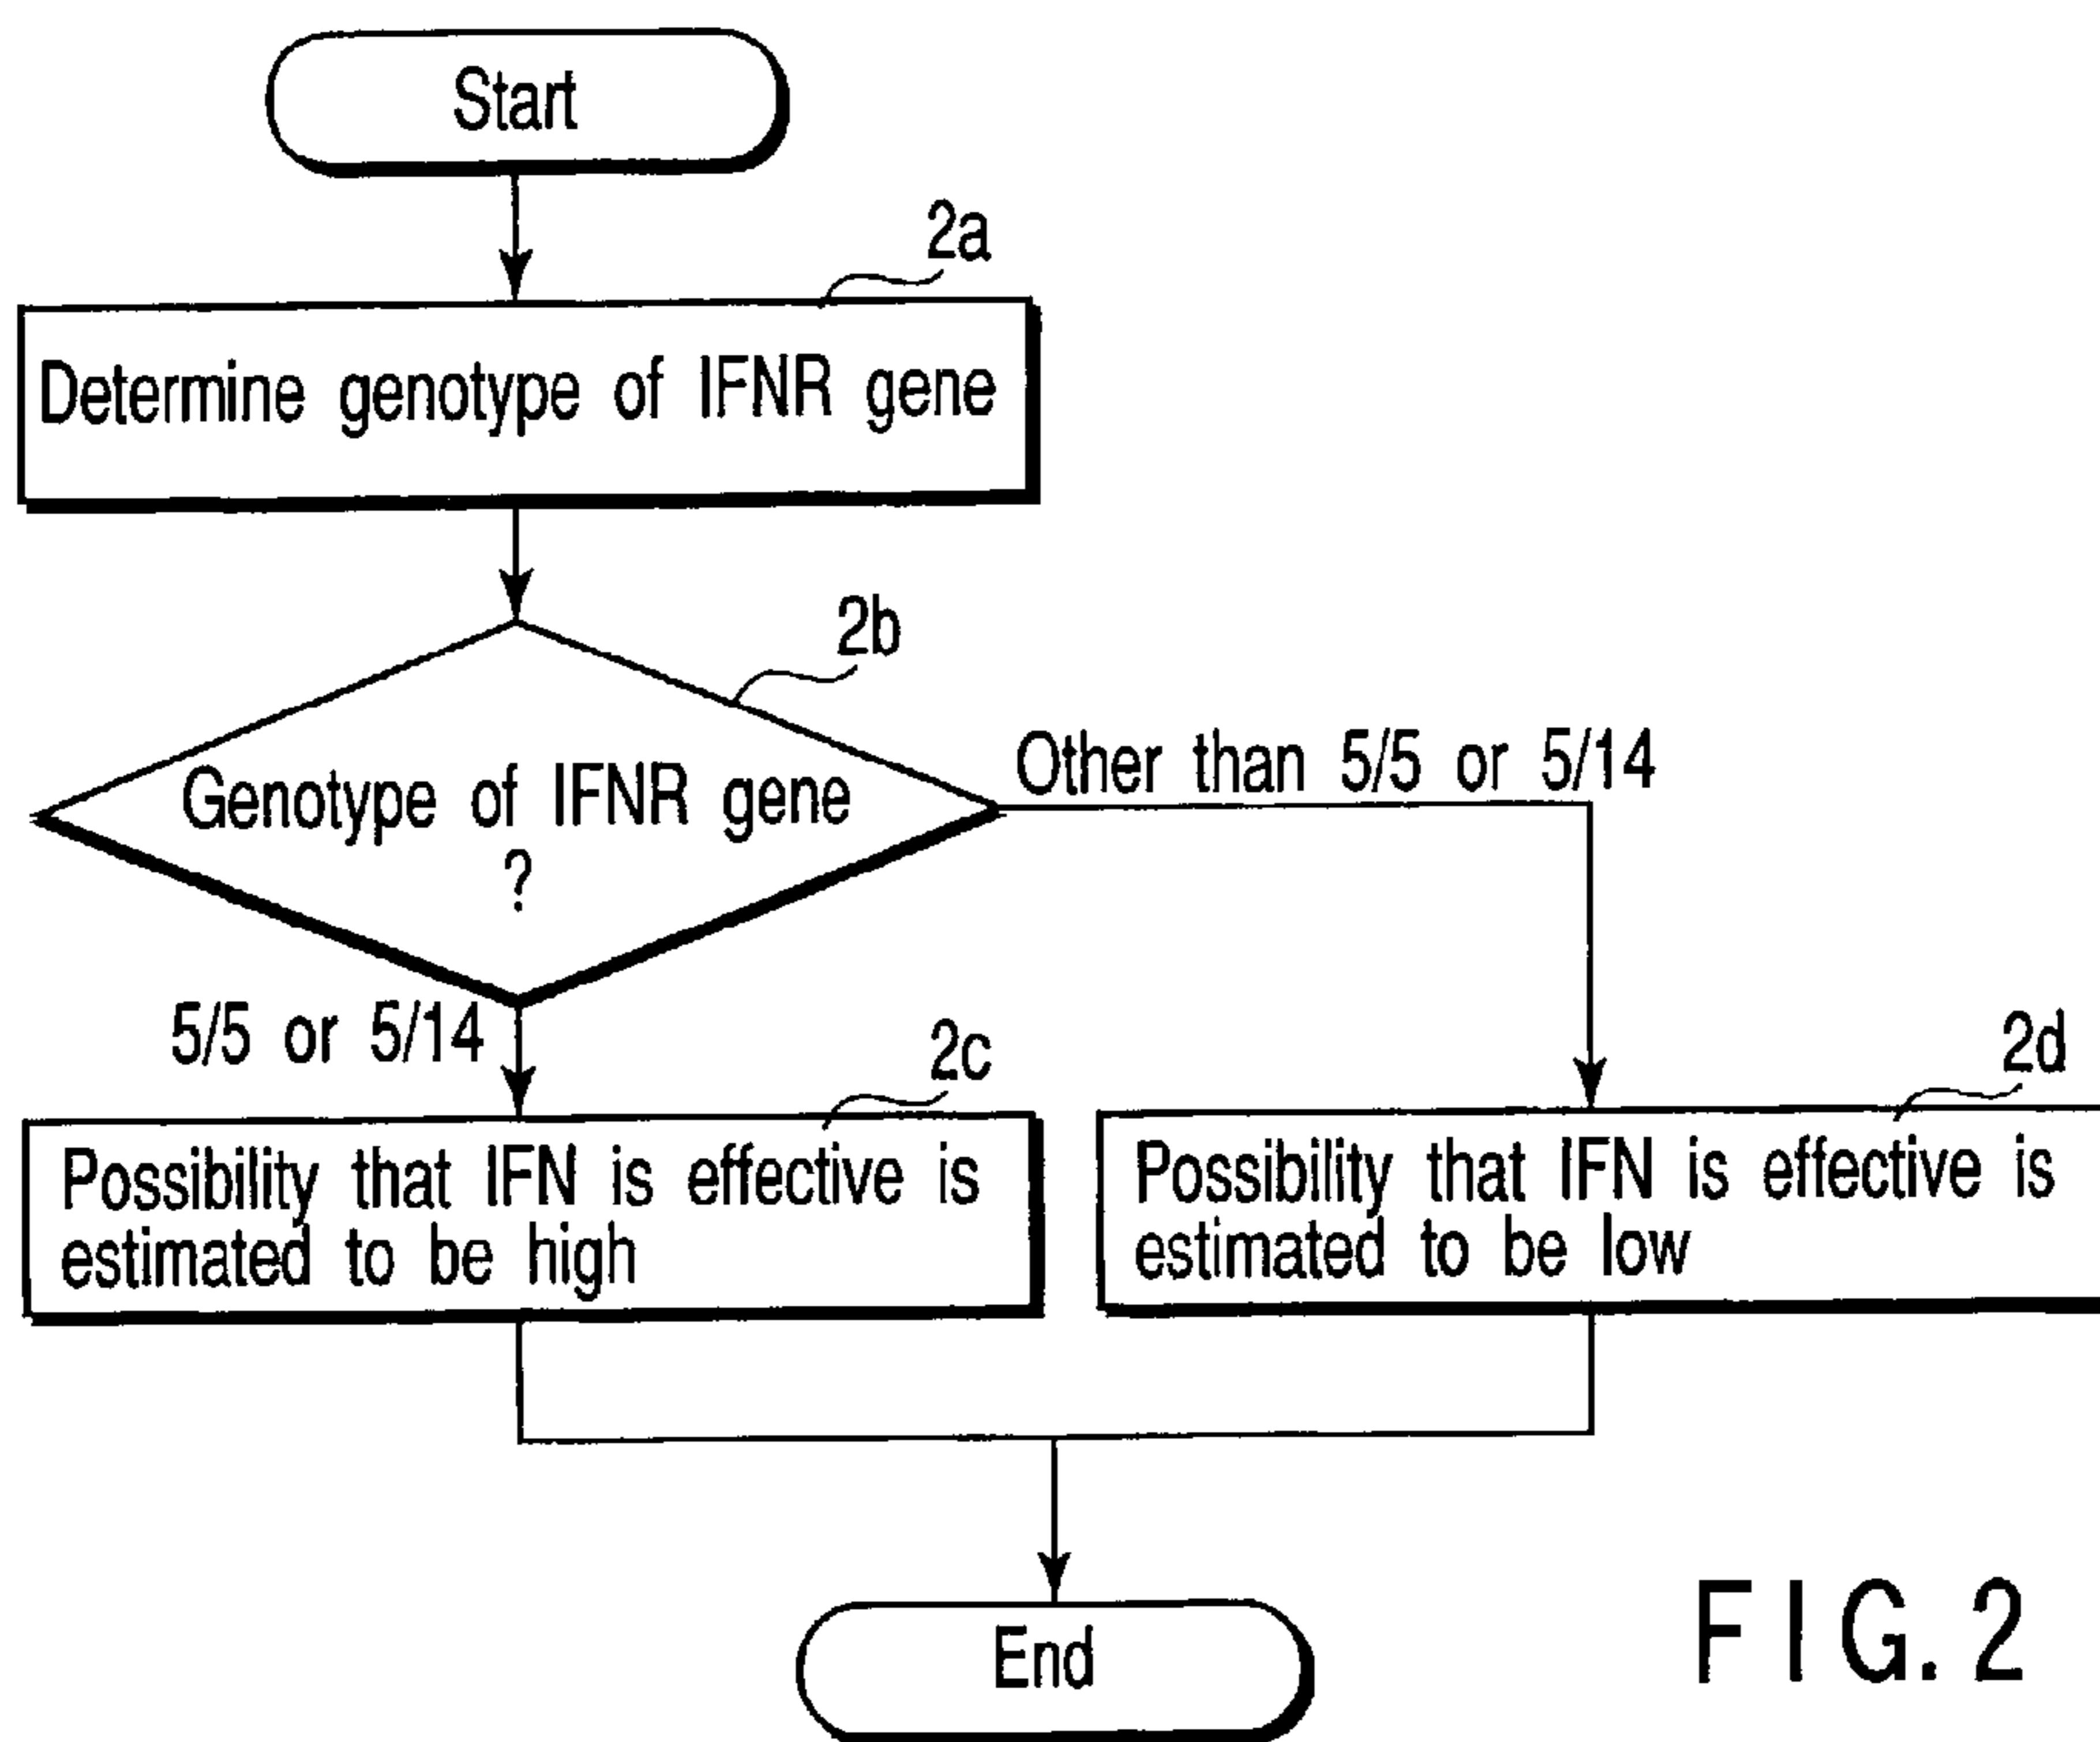 Start
2a
Determine genotype of IFNR gene
2b
Genotype of IFNR gene
?
Other than 5/5 or 5/14
5/5 or 5/14
2c
Possibility that IFN is effective is
estimated to be high
2d
Possibility that IFN is effective is
estimated to be low
End
FIG. 2